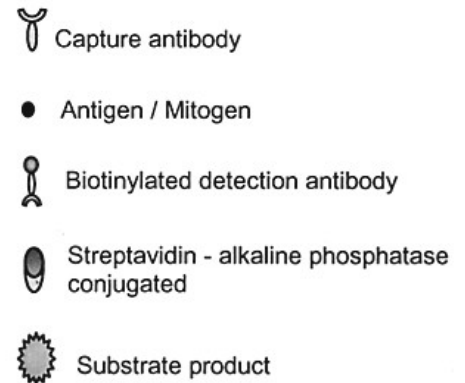 Capture antibody
Antigen / Mitogen
Biotinylated detection antibody
Streptavidin - alkaline phosphatase
conjugated
Substrate product